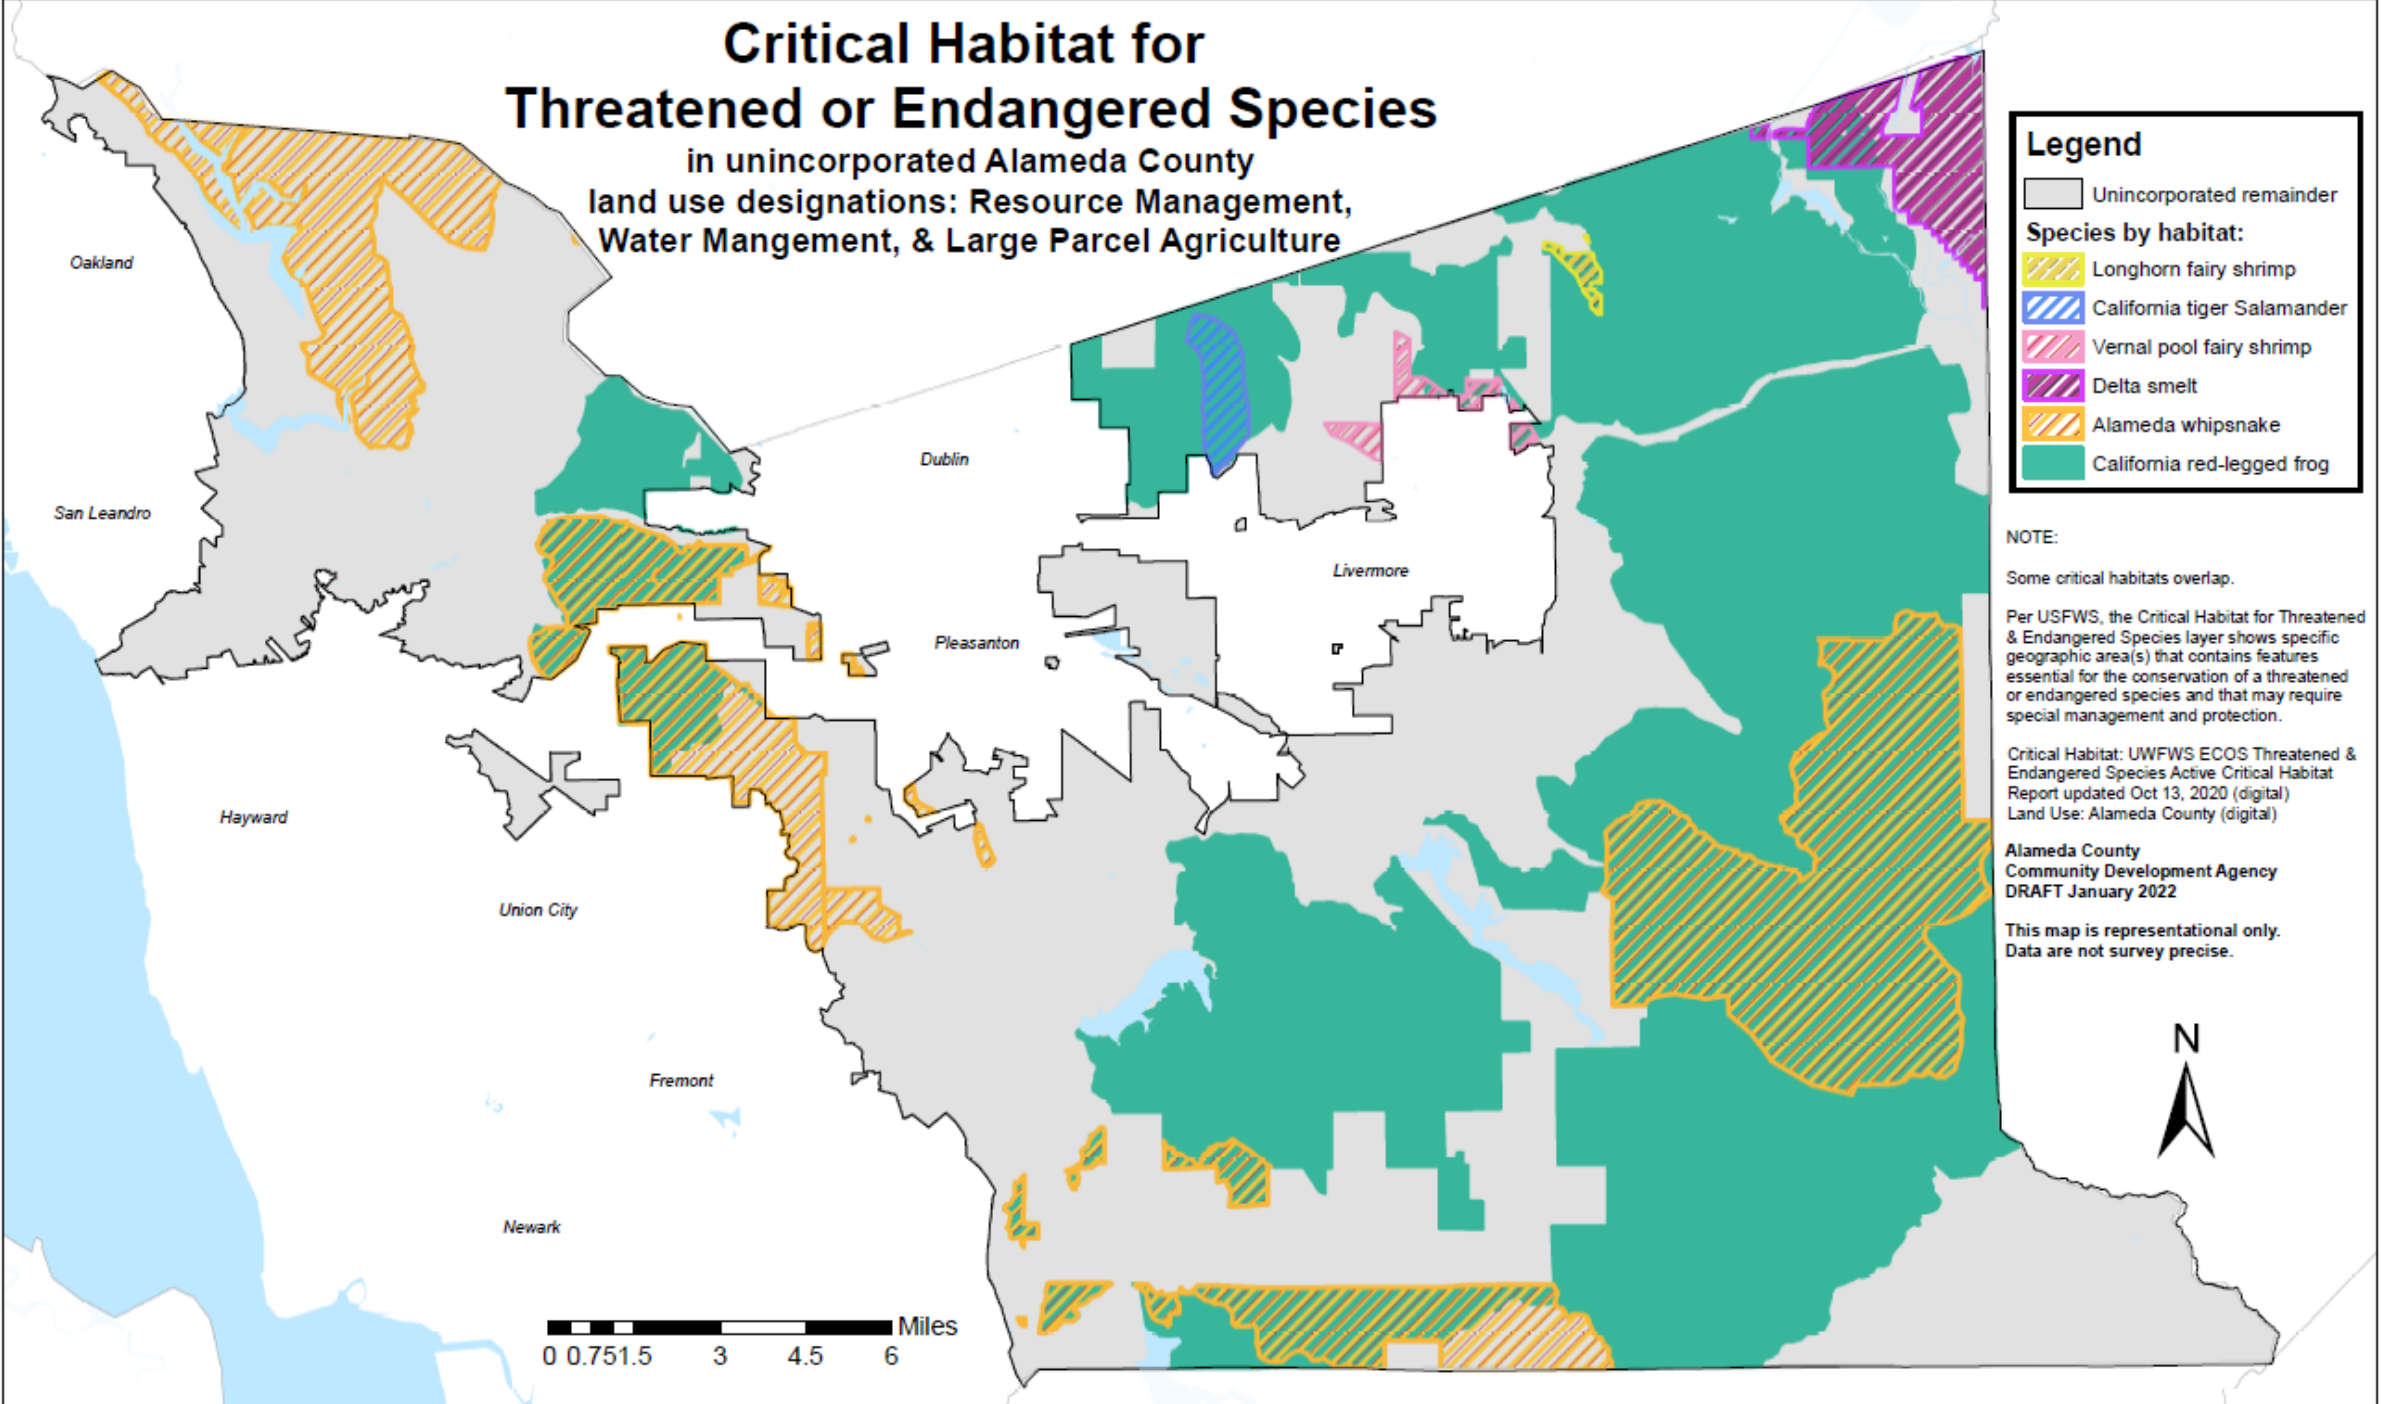 Critical Habitat for
Threatened or Endangered Species
in unincorporated Alameda County
land use designations: Resource Management,
Water Mangement, & Large Parcel Agriculture
Oakland
San Leandro
Hayward
Union City
Fremont
Newark
Dublin
Pleasanton
Livermore
Miles
0 0.75 1.5 3 4.5 6
Legend
Unincorporated remainder
Species by habitat:
Longhorn fairy shrimp
California tiger Salamander
Vernal pool fairy shrimp
Delta smelt
Alameda whipsnake
California red-legged frog
NOTE:
Some critical habitats overlap.
Per USFWS, the Critical Habitat for Threatened
& Endangered Species layer shows specific
geographic area(s) that contains features
essential for the conservation of a threatened
or endangered species and that may require
special management and protection.
Critical Habitat: UWFWS ECOS Threatened &
Endangered Species Active Critical Habitat
Report updated Oct 13, 2020 (digital)
Land Use: Alameda County (digital)
Alameda County
Community Development Agency
DRAFT January 2022
This map is representational only.
Data are not survey precise.
N